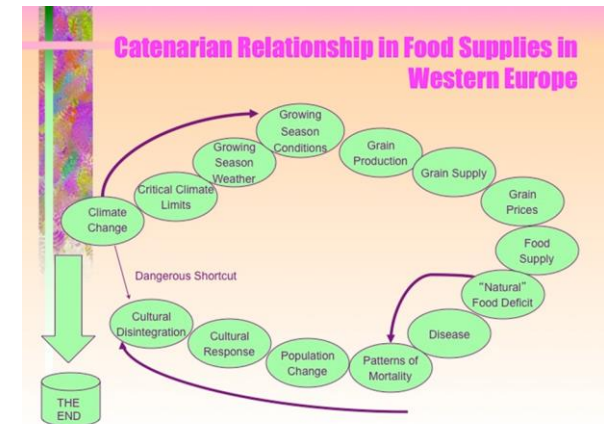 Catenarian Relationship in Food Supplies in
Western Europe
Climate
Change
Critical Climate
Limits
Growing
Season
Weather
Growing
Season
Conditions
Grain
Production
Grain Supply
Grain
Prices
Food
Supply
"Natural"
Food Deficit
Disease
Patterns of
Mortality
Population
Change
Cultural
Response
Cultural
Disintegration
Dangerous Shortcut
THE
END